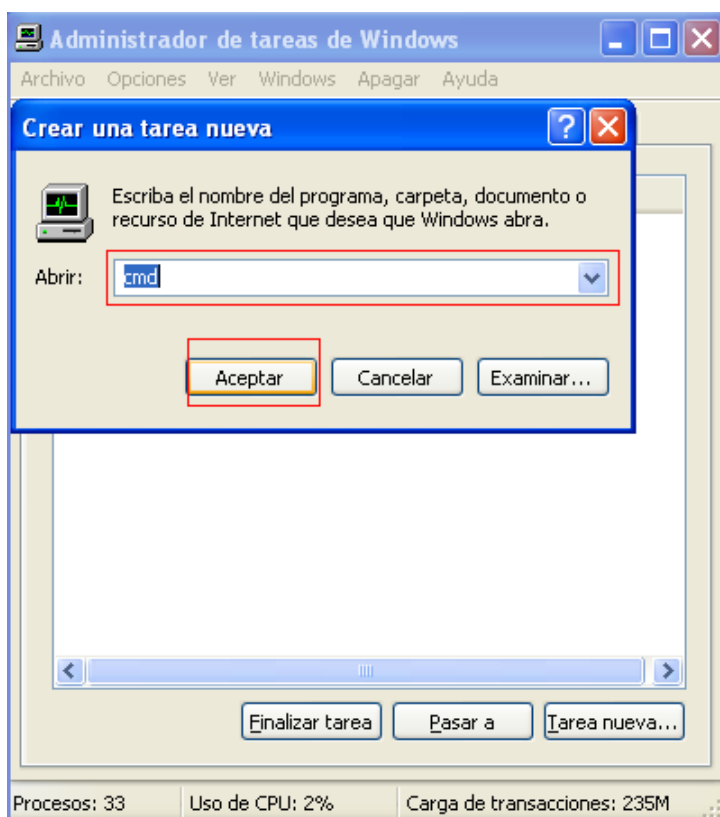 Administrador de tareas de Windows
Archivo Opciones Ver Windows Apagar Ayuda
Crear una tarea nueva
Escriba el nombre del programa, carpeta, documento o
recurso de Internet que desea que Windows abra.
Abrir: cmd
Aceptar Cancelar Examinar...
Finalizar tarea Pasar a Tarea nueva...
Procesos: 33 Uso de CPU: 2% Carga de transacciones: 235M